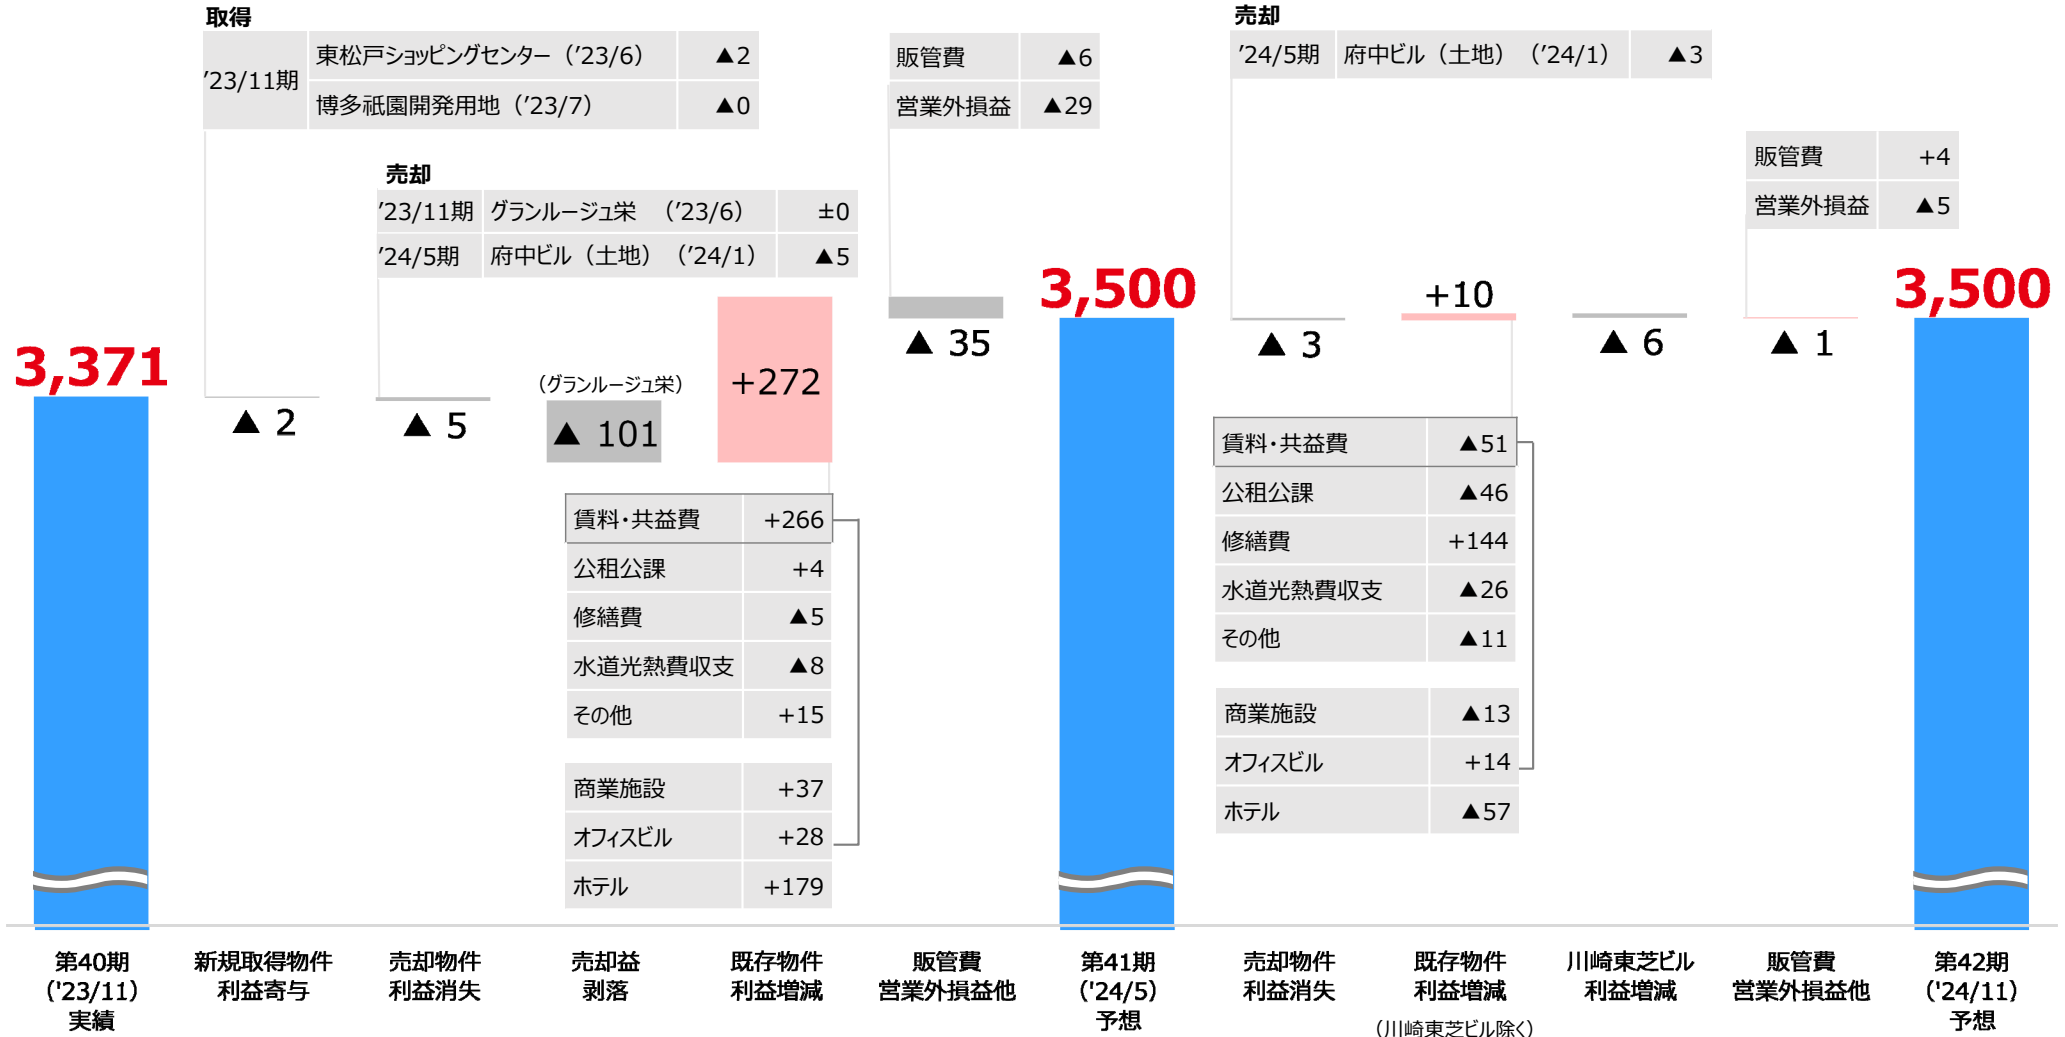 取得
'23/11期
東松戸ショッピングセンター（'23/6） ▲2
博多祇園開発用地（'23/7） ▲0
売却
'23/11期 グランルージュ栄 （'23/6） ±0
'24/5期 府中ビル（土地）（'24/1） ▲5
販管費 ▲6
営業外損益 ▲29
売却
'24/5期 府中ビル（土地）（'24/1） ▲3
販管費 +4
営業外損益 ▲5
3,371
▲ 2
▲ 5
（グランルージュ栄）
▲ 101
+272
▲ 35
3,500
▲ 3
+10
▲ 6
▲ 1
3,500
賃料・共益費 +266
公租公課 +4
修繕費 ▲5
水道光熱費収支 ▲8
その他 +15
商業施設 +37
オフィスビル +28
ホテル +179
賃料・共益費 ▲51
公租公課 ▲46
修繕費 +144
水道光熱費収支 ▲26
その他 ▲11
商業施設 ▲13
オフィスビル +14
ホテル ▲57
第40期
（'23/11）
実績
新規取得物件
利益寄与
売却物件
利益消失
売却益
剥落
既存物件
利益増減
販管費
営業外損益他
第41期
（'24/5）
予想
売却物件
利益消失
既存物件
利益増減
（川崎東芝ビル除く）
川崎東芝ビル
利益増減
販管費
営業外損益他
第42期
（'24/11）
予想